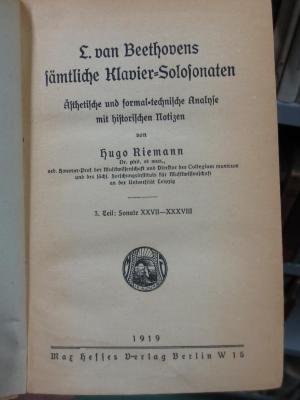 L. van Beethovens
sämtliche Klavier-Solosonaten
Ästhetische und formal-technische Analyse
mit historischen Notizen
von
Hugo Riemann
Dr. phil. et mus.,
ord. Honorar-Prof. der Musikwissenschaft und Direktor des Collegium musicum
und des sächs. Forschungsinstituts für Musikwissenschaft
an der Universität Leipzig
3. Teil: Sonate XXVII—XXXVIII
1919
Max Hesses Verlag Berlin W 15